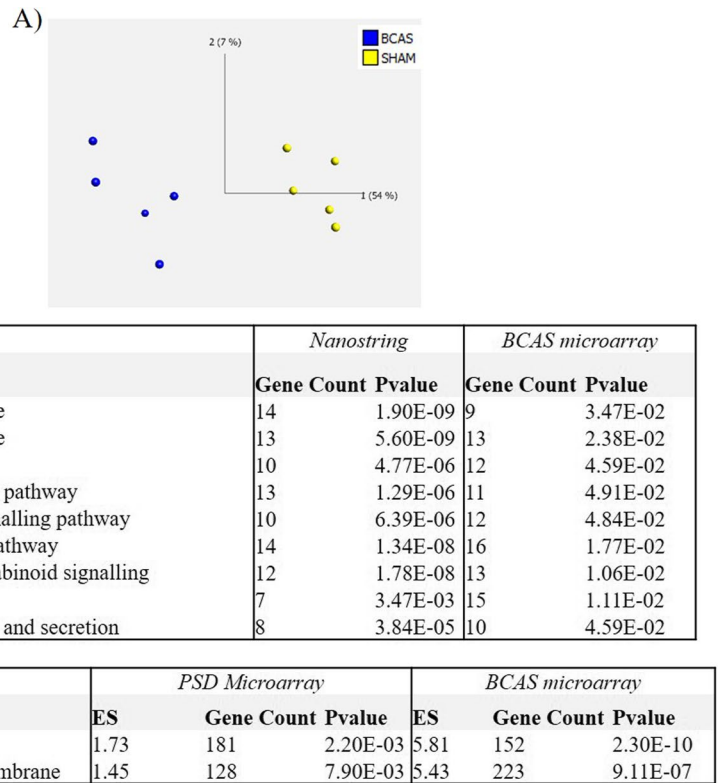 A)
2 (7 %)
BCAS
SHAM
1 (54 %)
Nanostring BCAS microarray
Gene Count Pvalue Gene Count Pvalue
e 14 1.90E-09 9 3.47E-02
e 13 5.60E-09 13 2.38E-02
10 4.77E-06 12 4.59E-02
pathway 13 1.29E-06 11 4.91E-02
alling pathway 10 6.39E-06 12 4.84E-02
athway 14 1.34E-08 16 1.77E-02
abinoid signalling 12 1.78E-08 13 1.06E-02
7 3.47E-03 15 1.11E-02
and secretion 8 3.84E-05 10 4.59E-02
PSD Microarray BCAS microarray
ES Gene Count Pvalue ES Gene Count Pvalue
1.73 181 2.20E-03 5.81 152 2.30E-10
mbrane 1.45 128 7.90E-03 5.43 223 9.11E-07